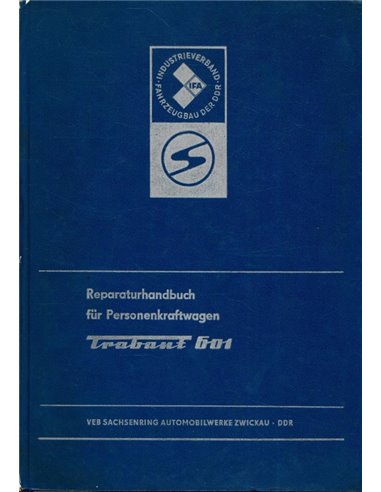 INDUSTRIEVERBAND · FAHRZEUGBAU DER DDR ·
IFA
S
Reparaturhandbuch
für Personenkraftwagen
Trabant 601
VEB SACHSENRING AUTOMOBILWERKE ZWICKAU · DDR